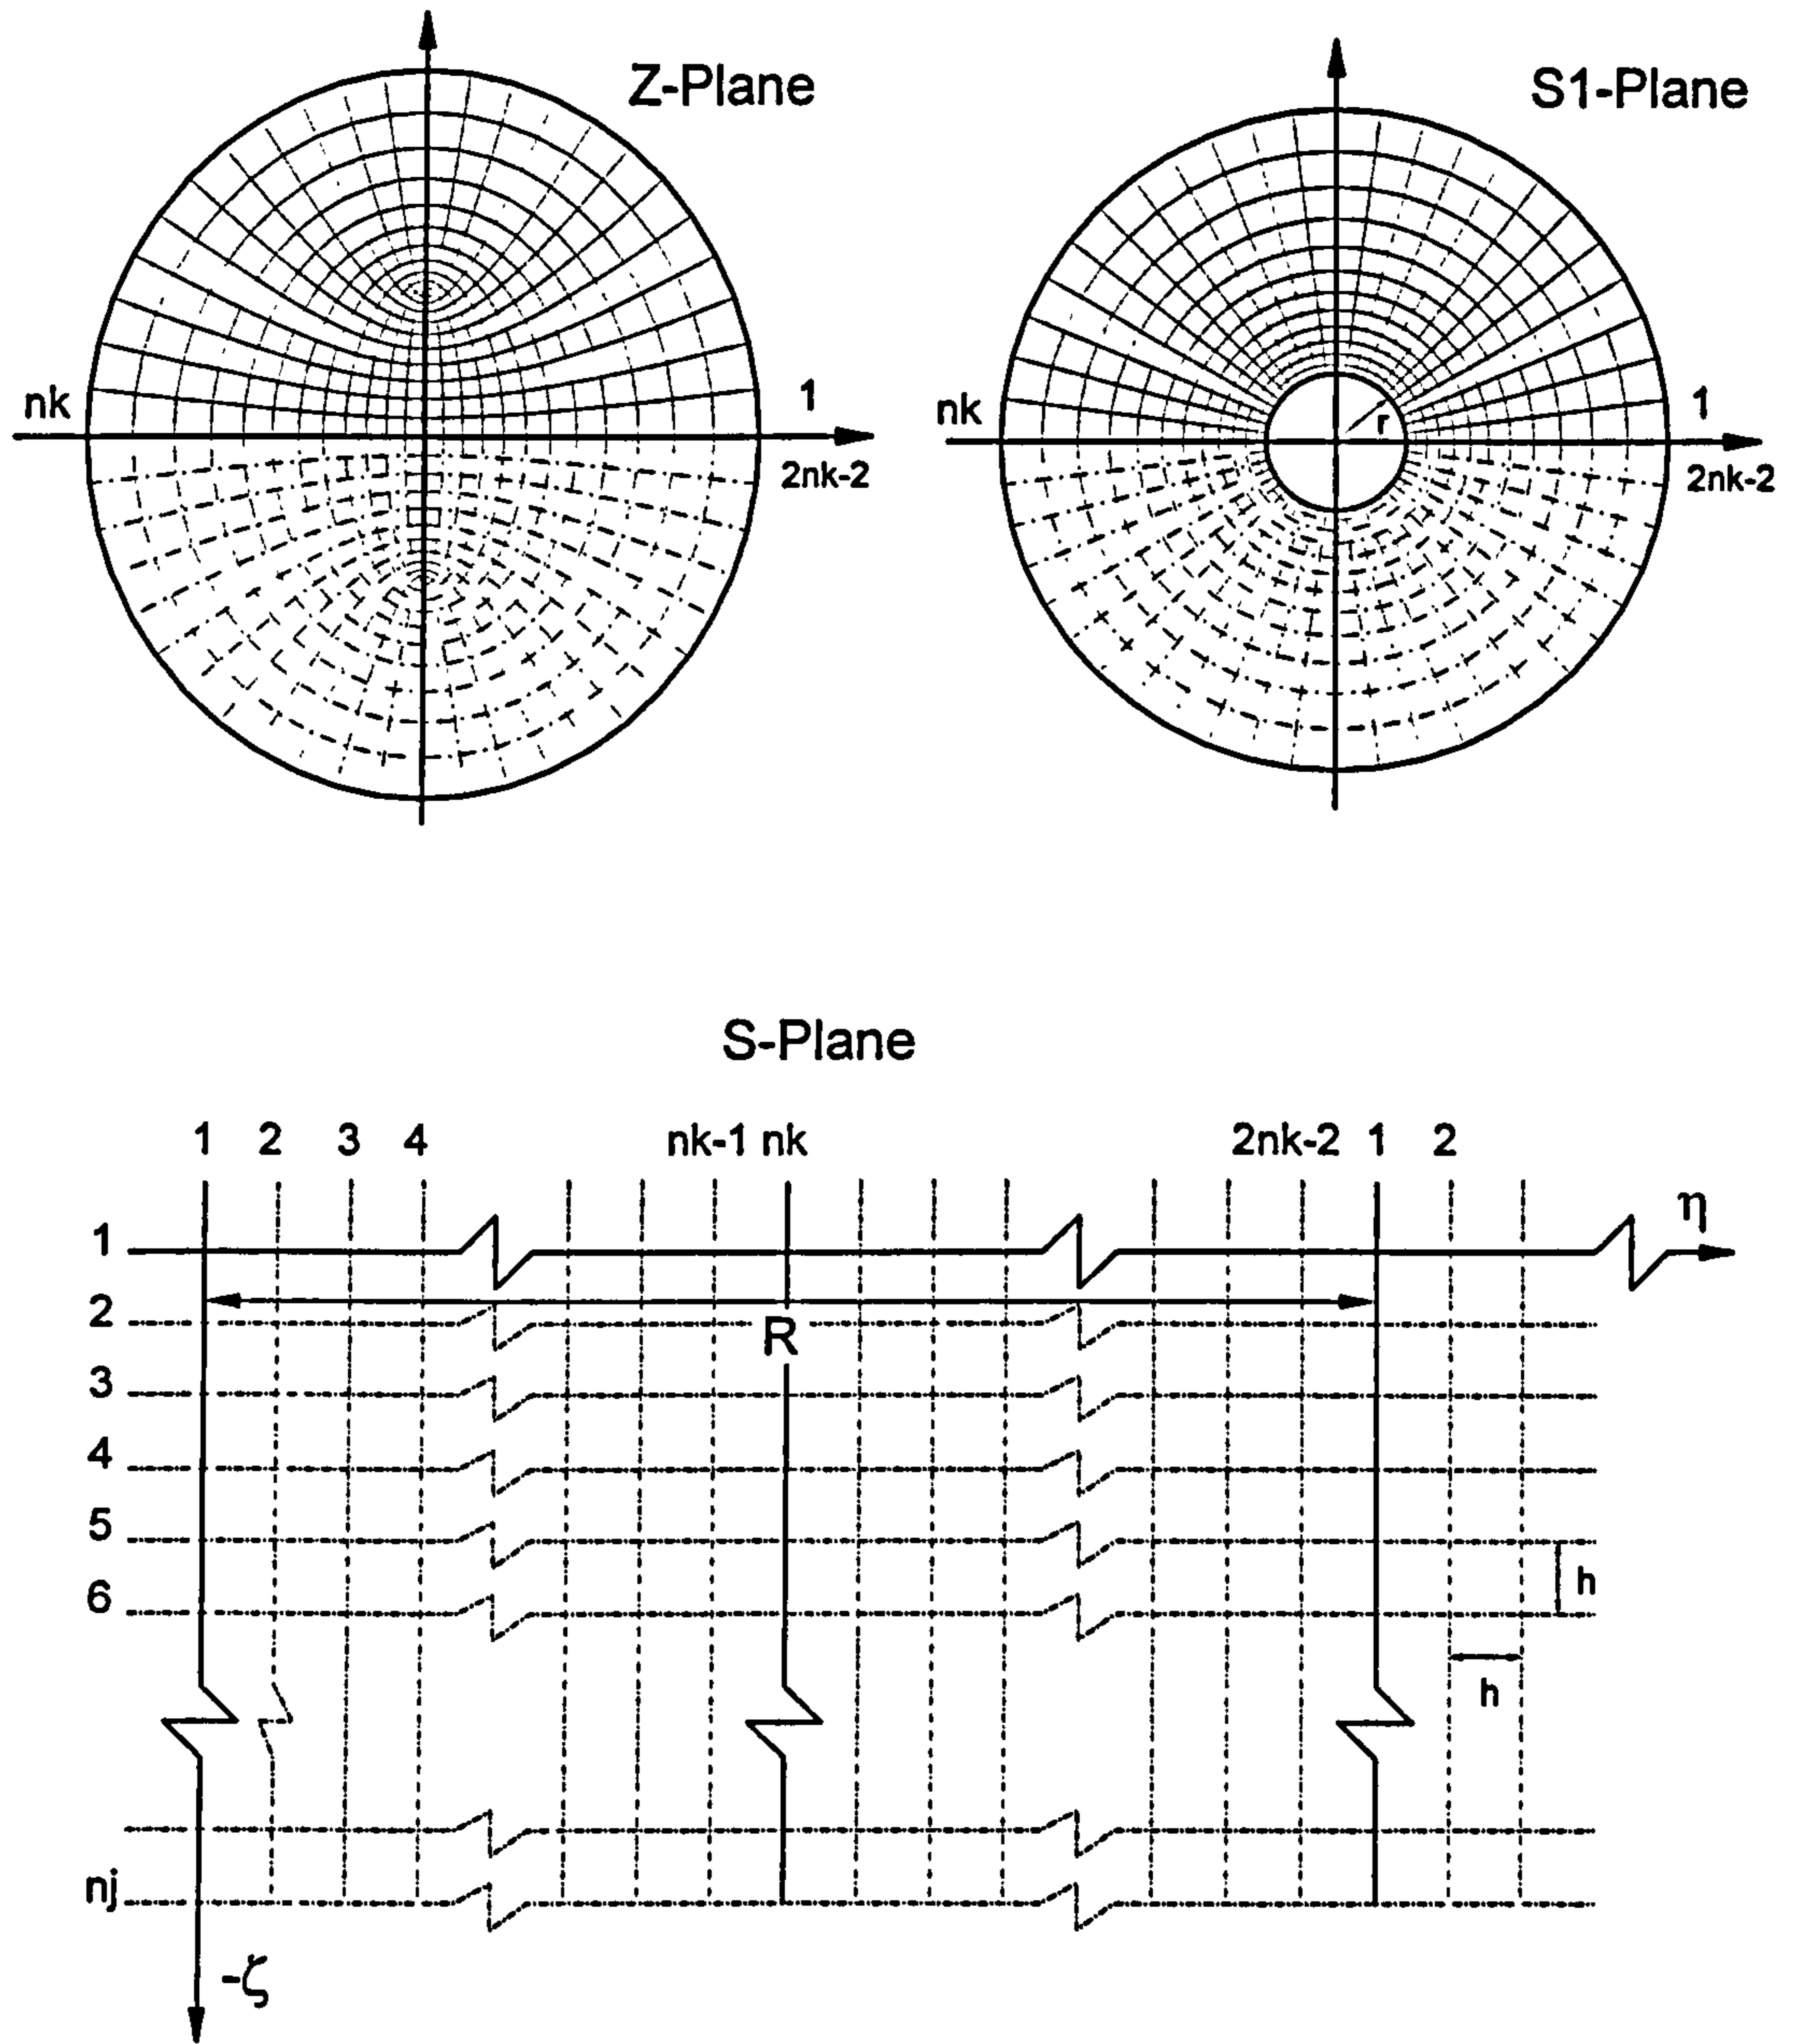 Z-Plane
S1-Plane
nk
1
2nk-2
nk
r
1
2nk-2
S-Plane
1 2 3 4 nk-1 nk 2nk-2 1 2
η
1
2
R
3
4
5
h
6
h
nj
-ζ